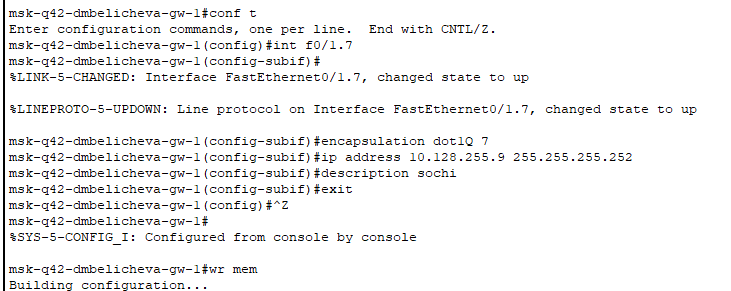 msk-q42-dmbelicheva-gw-1#conf t
Enter configuration commands, one per line.  End with CNTL/Z.
msk-q42-dmbelicheva-gw-1(config)#int f0/1.7
msk-q42-dmbelicheva-gw-1(config-subif)#
%LINK-5-CHANGED: Interface FastEthernet0/1.7, changed state to up
%LINEPROTO-5-UPDOWN: Line protocol on Interface FastEthernet0/1.7, changed state to up
msk-q42-dmbelicheva-gw-1(config-subif)#encapsulation dot1Q 7
msk-q42-dmbelicheva-gw-1(config-subif)#ip address 10.128.255.9 255.255.255.252
msk-q42-dmbelicheva-gw-1(config-subif)#description sochi
msk-q42-dmbelicheva-gw-1(config-subif)#exit
msk-q42-dmbelicheva-gw-1(config)#^Z
msk-q42-dmbelicheva-gw-1#
%SYS-5-CONFIG_I: Configured from console by console
msk-q42-dmbelicheva-gw-1#wr mem
Building configuration...